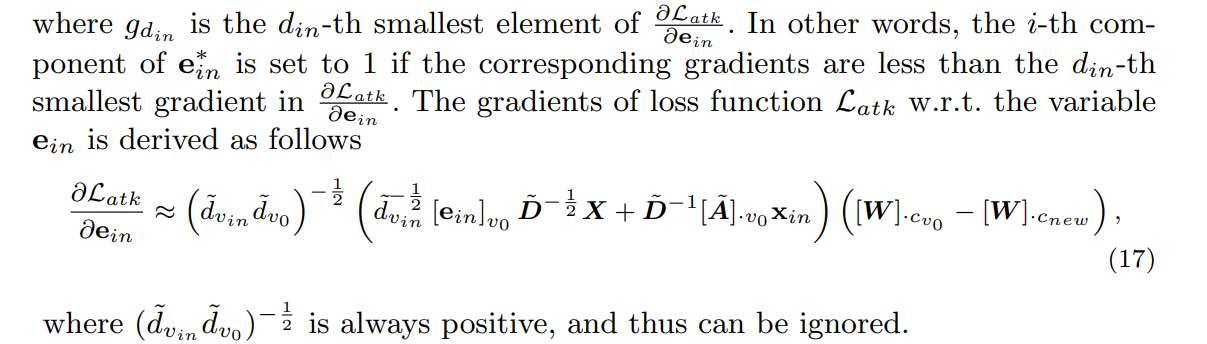 where $g_{d_{in}}$ is the $d_{in}$-th smallest element of $\frac{\partial \mathcal{L}_{atk}}{\partial \mathbf{e}_{in}}$. In other words, the $i$-th com-
ponent of $\mathbf{e}_{in}^{*}$ is set to 1 if the corresponding gradients are less than the $d_{in}$-th
smallest gradient in $\frac{\partial \mathcal{L}_{atk}}{\partial \mathbf{e}_{in}}$. The gradients of loss function $\mathcal{L}_{atk}$ w.r.t. the variable
$\mathbf{e}_{in}$ is derived as follows
$\frac{\partial \mathcal{L}_{atk}}{\partial \mathbf{e}_{in}} \approx \left(\tilde{d}_{v_{in}} \tilde{d}_{v_0}\right)^{-\frac{1}{2}} \left(\tilde{d}_{v_{in}}^{-\frac{1}{2}} [\mathbf{e}_{in}]_{v_0} \tilde{\boldsymbol{D}}^{-\frac{1}{2}} \boldsymbol{X} + \tilde{\boldsymbol{D}}^{-1} [\tilde{\boldsymbol{A}}]_{\cdot v_0} \mathbf{x}_{in}\right) \left([\boldsymbol{W}]_{\cdot c_{v_0}} - [\boldsymbol{W}]_{\cdot c_{new}}\right),$
(17)
where $(\tilde{d}_{v_{in}} \tilde{d}_{v_0})^{-\frac{1}{2}}$ is always positive, and thus can be ignored.